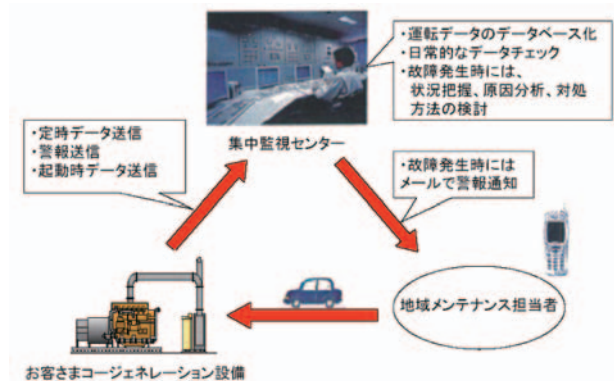 ・運転データのデータベース化
・日常的なデータチェック
・故障発生時には、
状況把握、原因分析、対処
方法の検討
集中監視センター
・定時データ送信
・警報送信
・起動時データ送信
・故障発生時には
メールで警報通知
地域メンテナンス担当者
お客さまコージェネレーション設備